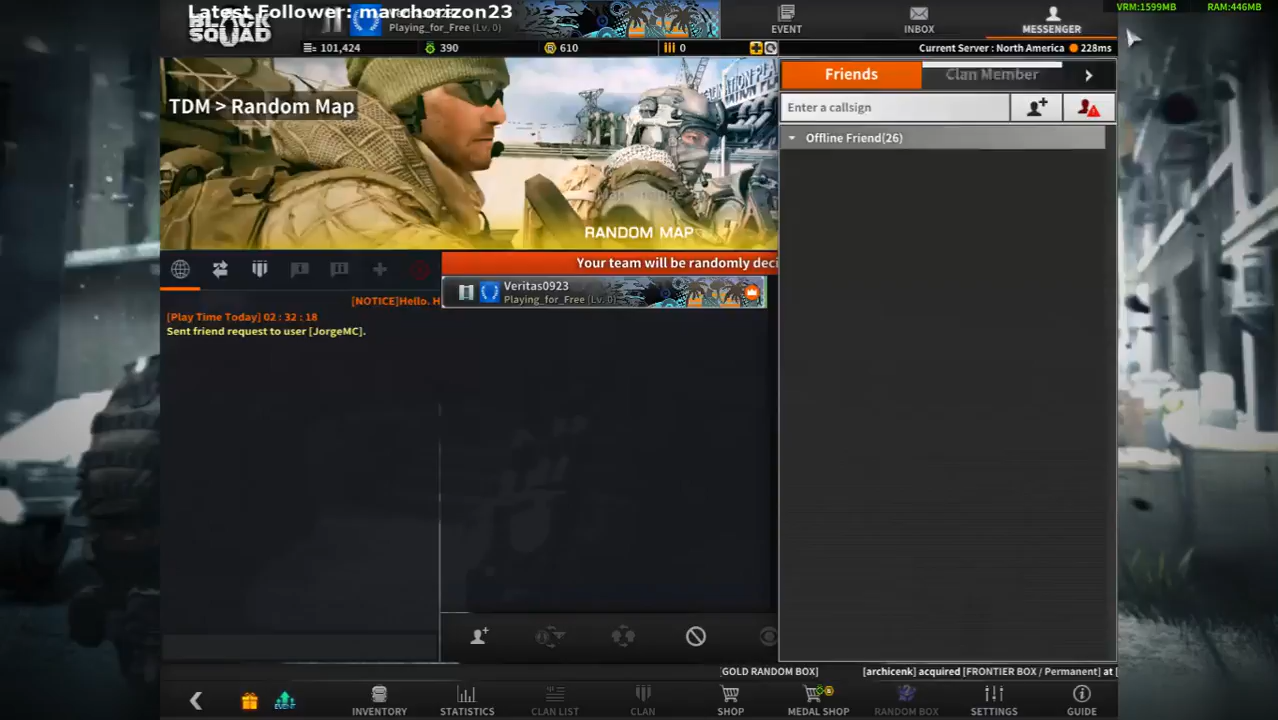 Latest Follower: marchorizon23
VRM:1599MB RAM:446MB
BLACK SQUAD
Playing_for_Free (Lv. 0)
EVENT
INBOX
MESSENGER
101,424
390
610
0
Current Server : North America 228ms
TDM > Random Map
RANDOM MAP
Friends
Clan Member
Enter a callsign
Offline Friend(26)
Your team will be randomly deci
[NOTICE]Hello. H
Veritas0923
Playing_for_Free (Lv. 0)
[Play Time Today] 02 : 32 : 18
Sent friend request to user [JorgeMC].
GOLD RANDOM BOX]
[archicenk] acquired [FRONTIER BOX / Permanent] at [
INVENTORY
STATISTICS
CLAN LIST
CLAN
SHOP
MEDAL SHOP
RANDOM BOX
SETTINGS
GUIDE